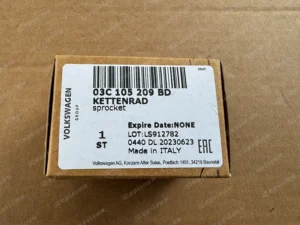 03C 105 209 BD
KETTENRAD
sprocket
VOLKSWAGEN
GROUP
Expire Date:NONE
1
ST
LOT:LS912782
0440 DL 20230623
Made in ITALY
EAC
Volkswagen AG, Konzern After Sales, Postfach 1451, 34219 Baunatal